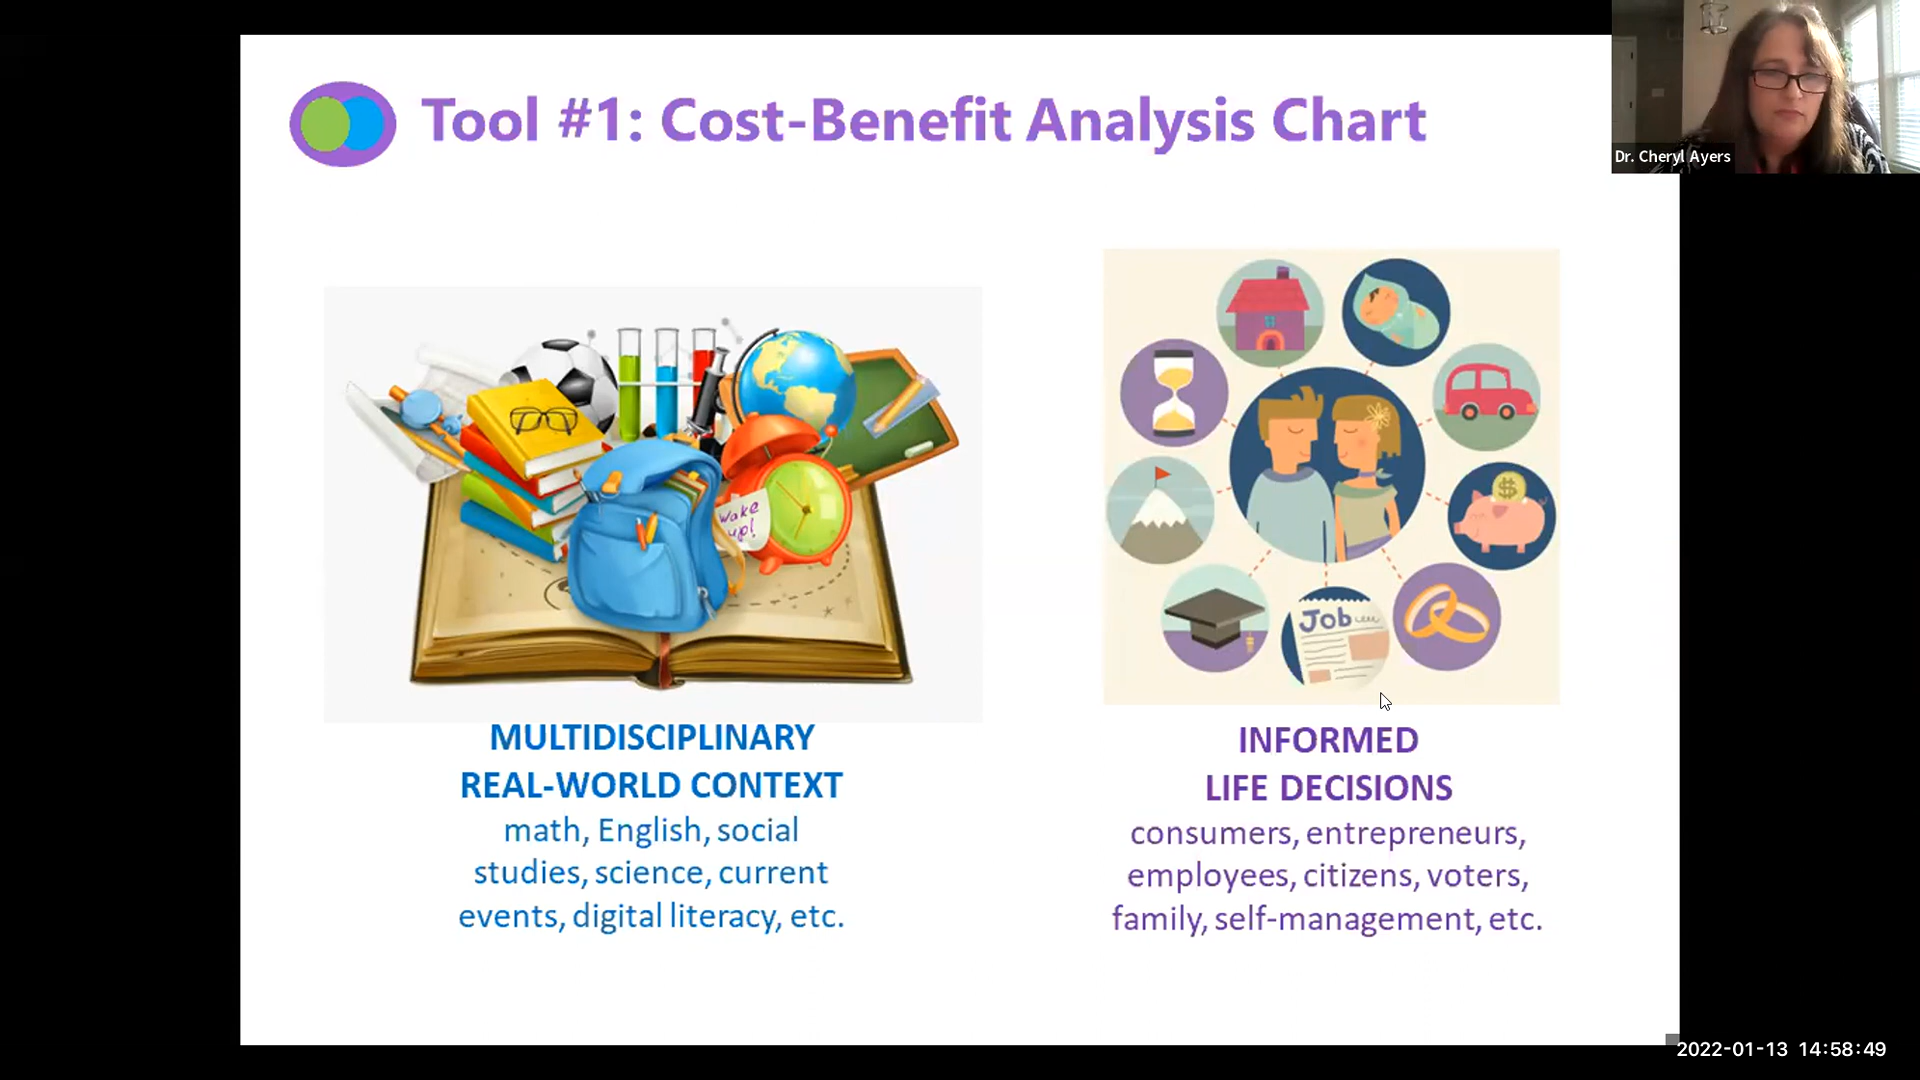 Tool #1: Cost-Benefit Analysis Chart
Dr. Cheryl Ayers
Wake
up!
$
Job
MULTIDISCIPLINARY
REAL-WORLD CONTEXT
math, English, social
studies, science, current
events, digital literacy, etc.
INFORMED
LIFE DECISIONS
consumers, entrepreneurs,
employees, citizens, voters,
family, self-management, etc.
2022-01-13 14:58:49